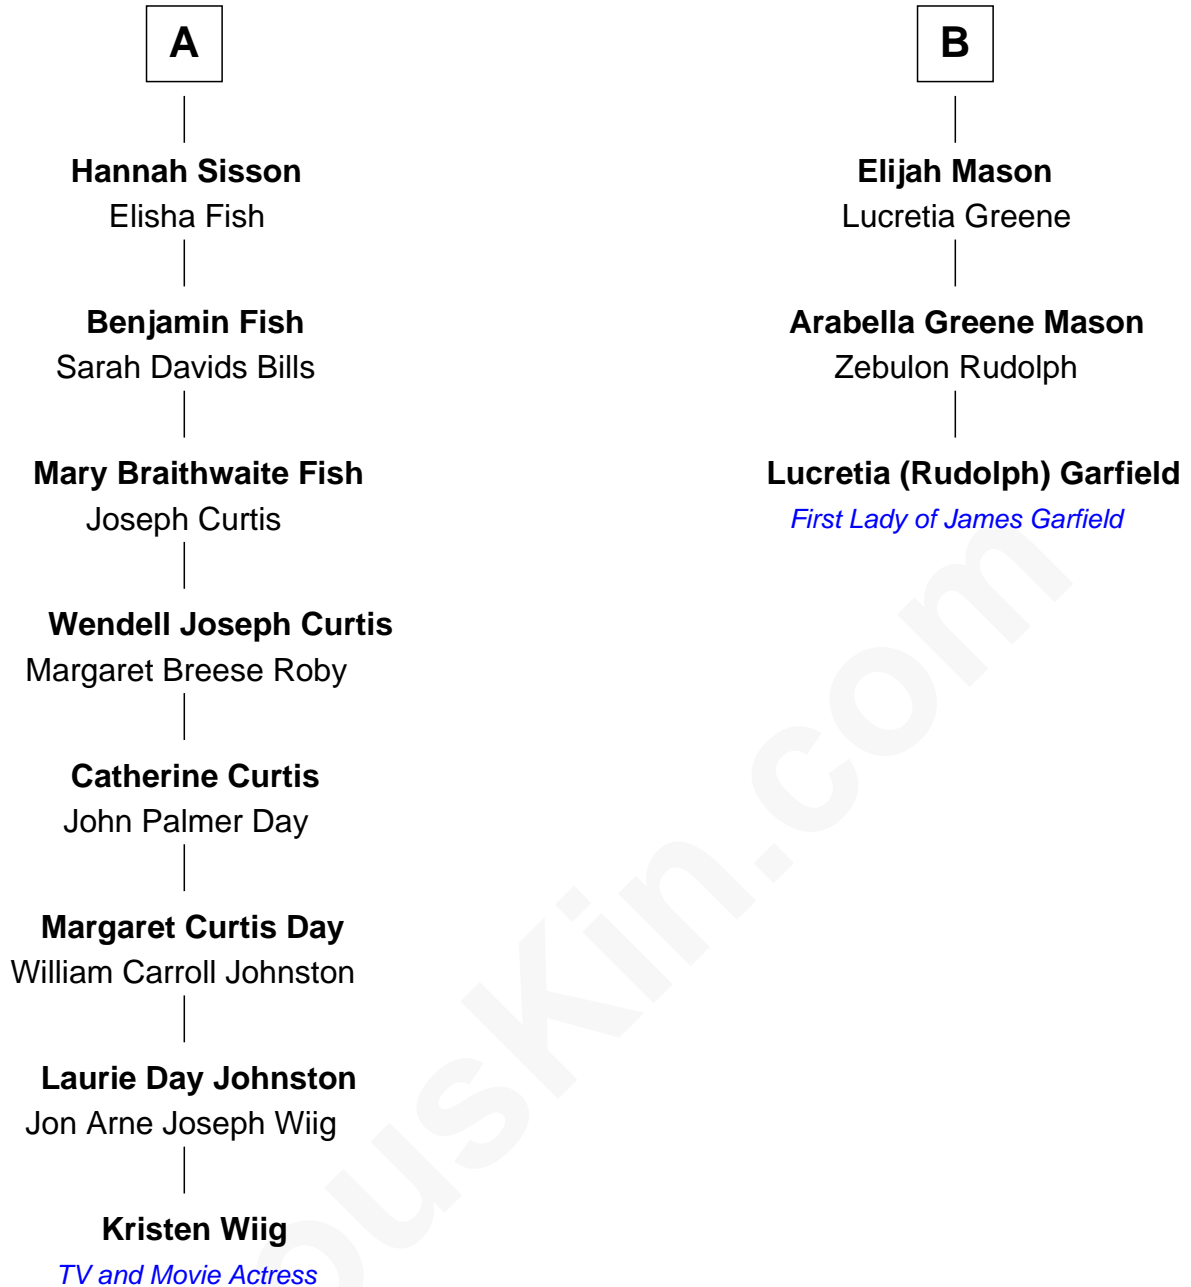 A
Hannah Sisson
Elisha Fish
Benjamin Fish
Sarah Davids Bills
Mary Braithwaite Fish
Joseph Curtis
Wendell Joseph Curtis
Margaret Breese Roby
Catherine Curtis
John Palmer Day
Margaret Curtis Day
William Carroll Johnston
Laurie Day Johnston
Jon Arne Joseph Wiig
Kristen Wiig
TV and Movie Actress
B
Elijah Mason
Lucretia Greene
Arabella Greene Mason
Zebulon Rudolph
Lucretia (Rudolph) Garfield
First Lady of James Garfield
ousKin.com